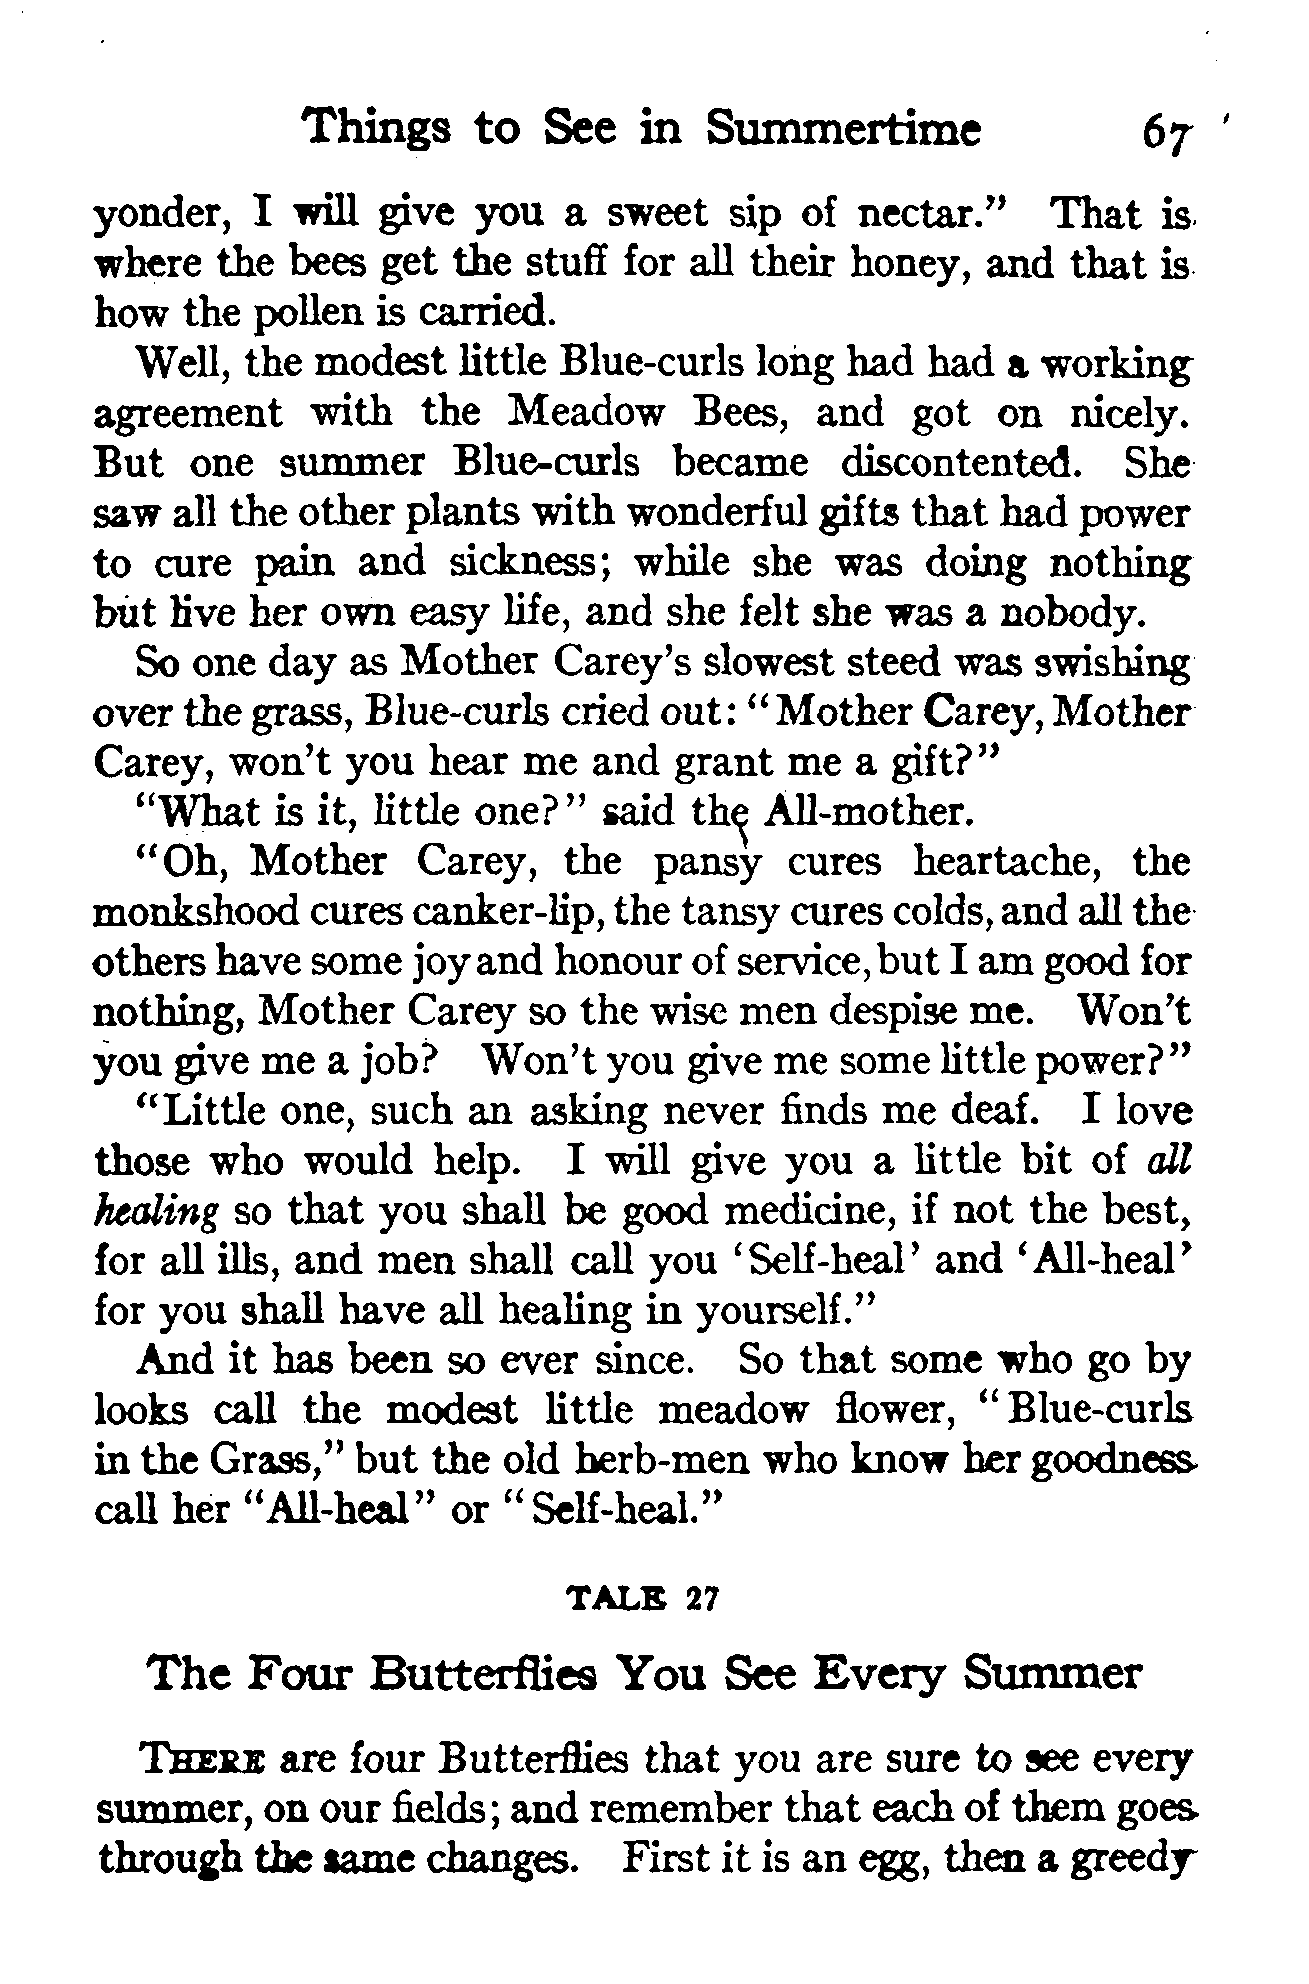 Things to See in Summertime 67
yonder, I will give you a sweet sip of nectar." That is
where the bees get the stuff for all their honey, and that is
how the pollen is carried.
Well, the modest little Blue-curls long had had a working
agreement with the Meadow Bees, and got on nicely.
But one summer Blue-curls became discontented. She
saw all the other plants with wonderful gifts that had power
to cure pain and sickness; while she was doing nothing
but live her own easy life, and she felt she was a nobody.
So one day as Mother Carey's slowest steed was swishing
over the grass, Blue-curls cried out: "Mother Carey, Mother
Carey, won't you hear me and grant me a gift?"
"What is it, little one?" said the All-mother.
"Oh, Mother Carey, the pansy cures heartache, the
monkshood cures canker-lip, the tansy cures colds, and all the
others have some joy and honour of service, but I am good for
nothing, Mother Carey so the wise men despise me. Won't
you give me a job? Won't you give me some little power?"
"Little one, such an asking never finds me deaf. I love
those who would help. I will give you a little bit of all
healing so that you shall be good medicine, if not the best,
for all ills, and men shall call you 'Self-heal' and 'All-heal'
for you shall have all healing in yourself."
And it has been so ever since. So that some who go by
looks call the modest little meadow flower, "Blue-curls
in the Grass," but the old herb-men who know her goodness
call her "All-heal" or "Self-heal."
TALE 27
The Four Butterflies You See Every Summer
THERE are four Butterflies that you are sure to see every
summer, on our fields; and remember that each of them goes
through the same changes. First it is an egg, then a greedy